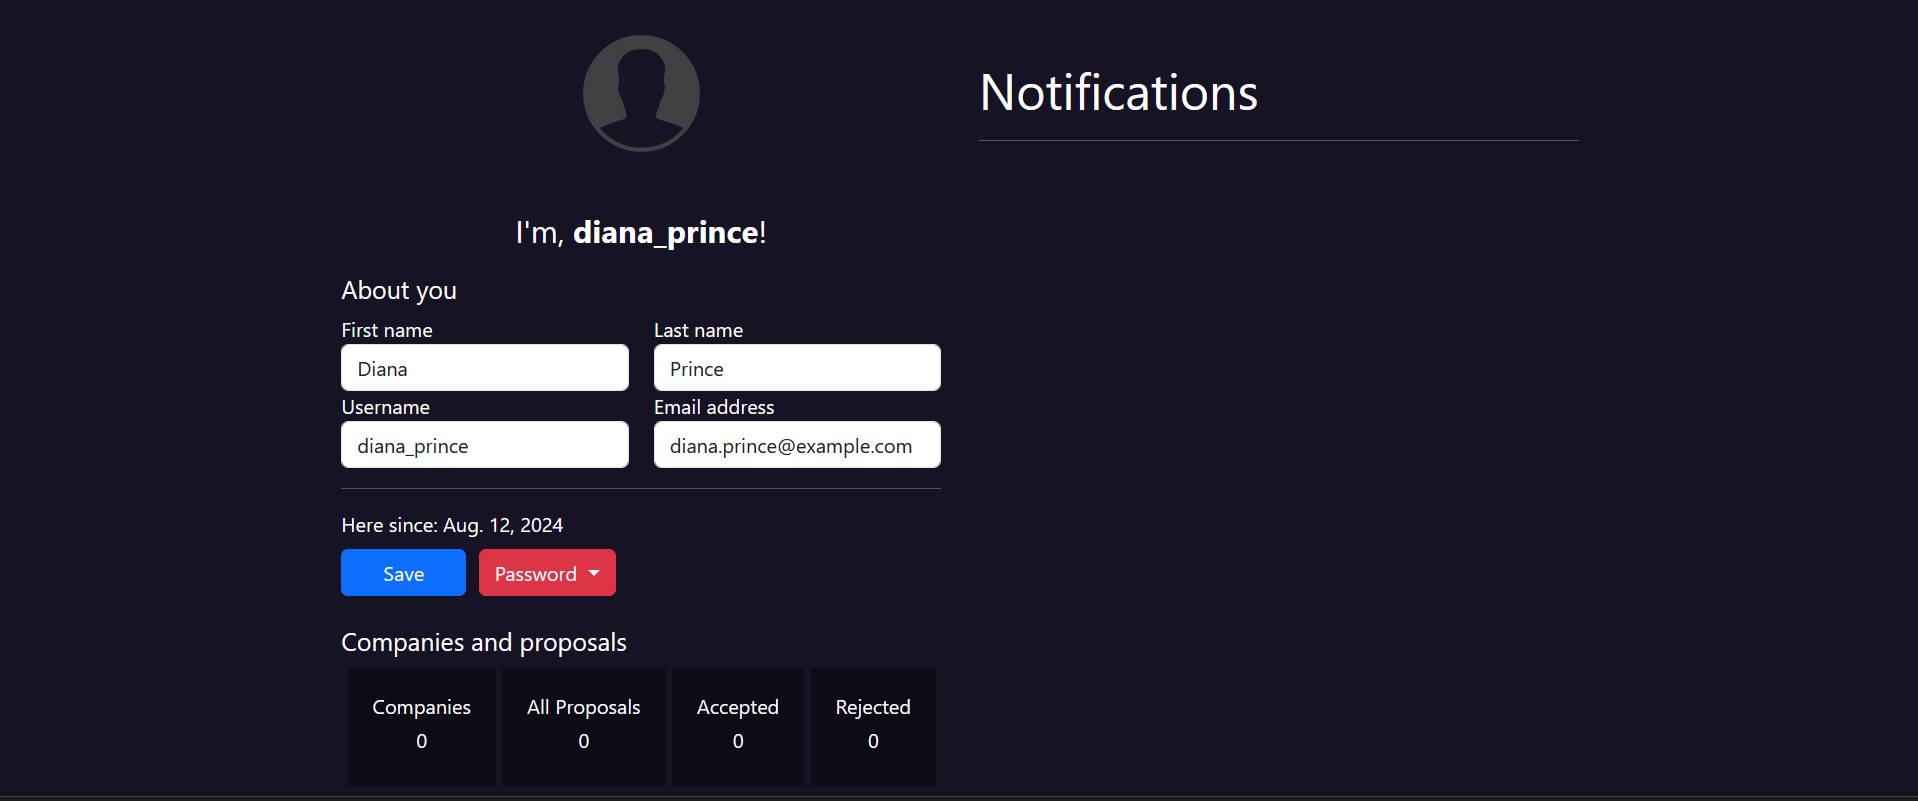 Notifications
I'm, diana_prince!
About you
First name
Last name
Diana
Prince
Username
Email address
diana_prince
diana.prince@example.com
Here since: Aug. 12, 2024
Save
Password
Companies and proposals
Companies
All Proposals
Accepted
Rejected
0
0
0
0